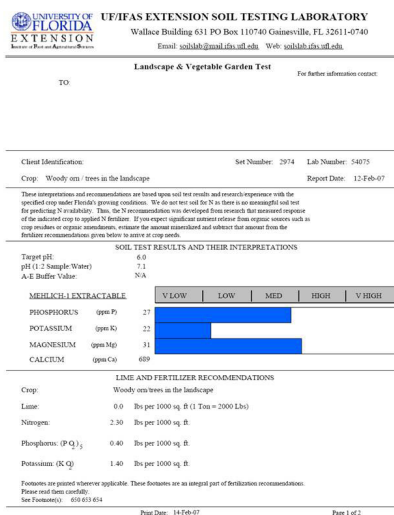 UNIVERSITY OF
FLORIDA
EXTENSION
Institute of Food and Agricultural Sciences
UF/IFAS EXTENSION SOIL TESTING LABORATORY
Wallace Building 631 PO Box 110740 Gainesville, FL 32611-0740
Email: soilslab@mail.ifas.ufl.edu Web: soilslab.ifas.ufl.edu
Landscape & Vegetable Garden Test
For further information contact:
TO:
Client Identification: Set Number: 2974 Lab Number: 54075
Crop: Woody orn / trees in the landscape Report Date: 12-Feb-07
These interpretations and recommendations are based upon soil test results and research/experience with the
specified crop under Florida's growing conditions. We do not test soil for N as there is no meaningful soil test
for predicting N availability. Thus, the N recommendation was developed from research that measured response
of the indicated crop to applied N fertilizer. If you expect significant nutrient release from organic sources such as
crop residues or organic amendments, estimate the amount mineralized and subtract that amount from the
fertilizer recommendations given below to arrive at crop needs.
SOIL TEST RESULTS AND THEIR INTERPRETATIONS
Target pH: 6.0
pH (1:2 Sample:Water) 7.1
A-E Buffer Value: N/A
MEHLICH-1 EXTRACTABLE V LOW LOW MED HIGH V HIGH
PHOSPHORUS (ppm P) 27
POTASSIUM (ppm K) 22
MAGNESIUM (ppm Mg) 31
CALCIUM (ppm Ca) 689
LIME AND FERTILIZER RECOMMENDATIONS
Crop: Woody orn/trees in the landscape
Lime: 0.0 lbs per 1000 sq. ft (1 Ton = 2000 Lbs)
Nitrogen: 2.30 lbs per 1000 sq. ft.
Phosphorus: (P2O5) 0.40 lbs per 1000 sq. ft.
Potassium: (K2O) 1.40 lbs per 1000 sq. ft.
Footnotes are printed wherever applicable. These footnotes are an integral part of fertilization recommendations.
Please read them carefully.
See Footnote(s): 650 653 654
Print Date: 14-Feb-07 Page 1 of 2